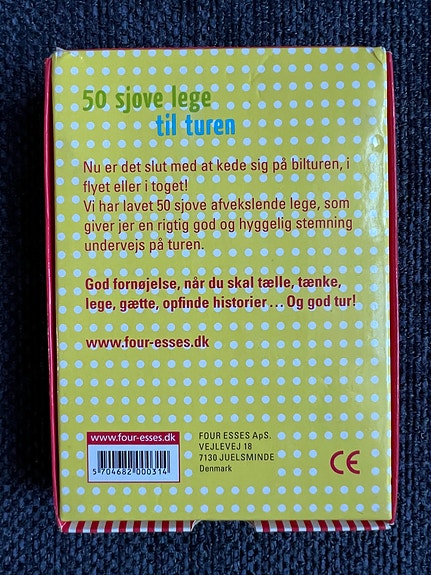 50 sjove lege
til turen
Nu er det slut med at kede sig på bilturen, i
flyet eller i toget!
Vi har lavet 50 sjove afvekslende lege, som
giver jer en rigtig god og hyggelig stemning
undervejs på turen.
God fornøjelse, når du skal tælle, tænke,
lege, gætte, opfinde historier... Og god tur!
www.four-esses.dk
www.four-esses.dk
5 704682 000314
FOUR ESSES ApS.
VEJLEVEJ 18
7130 JUELSMINDE
Denmark
CE